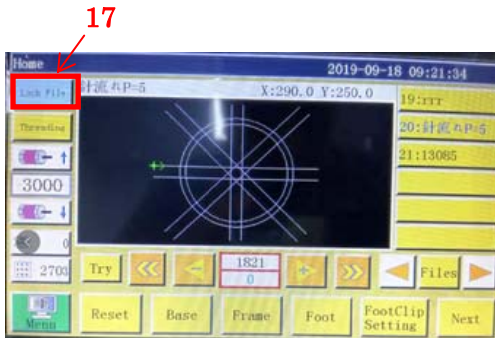 17
Home
2019-09-18 09:21:34
Lock File
計流れP=5
X:290.0 Y:250.0
19:rrr
Threading
20:計流れP=5
21:13085
3000
0
2703
Try
1821
0
Files
Menu
Reset
Base
Frame
Foot
FootClip
Setting
Next